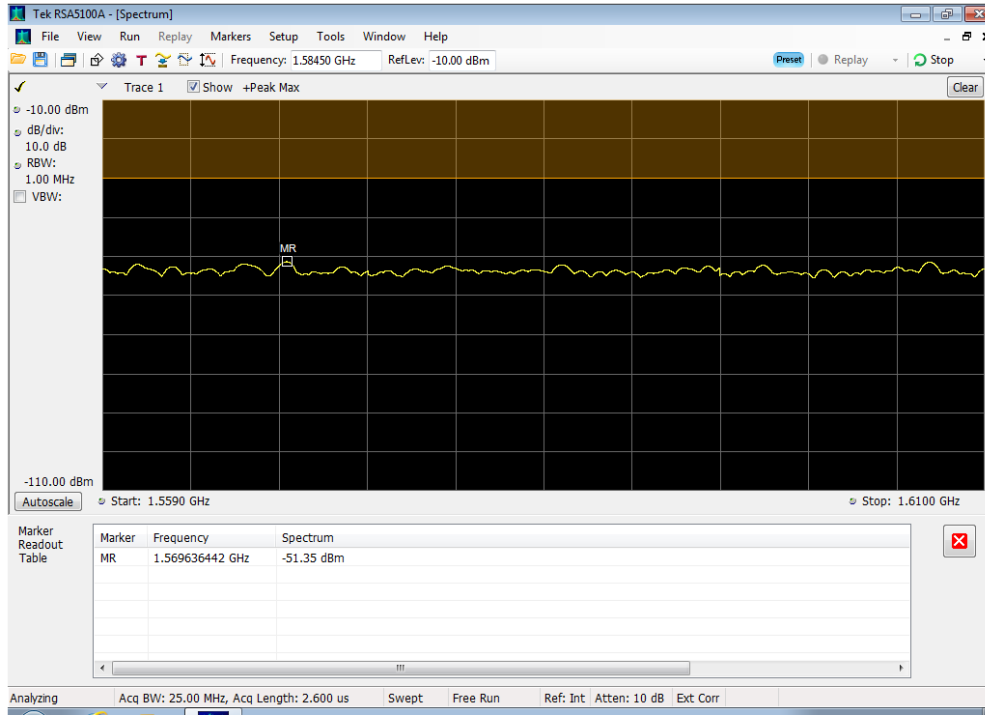 Tek RSA5100A - [Spectrum]
File View Run Replay Markers Setup Tools Window Help
T Frequency: 1.58450 GHz RefLev: -10.00 dBm Preset Replay Stop
Trace 1 Show +Peak Max Clear
-10.00 dBm
dB/div:
10.0 dB
RBW:
1.00 MHz
VBW:
MR
-110.00 dBm
Autoscale Start: 1.5590 GHz Stop: 1.6100 GHz
Marker Readout Table
Marker Frequency Spectrum
MR 1.569636442 GHz -51.35 dBm
Analyzing Acq BW: 25.00 MHz, Acq Length: 2.600 us Swept Free Run Ref: Int Atten: 10 dB Ext Corr